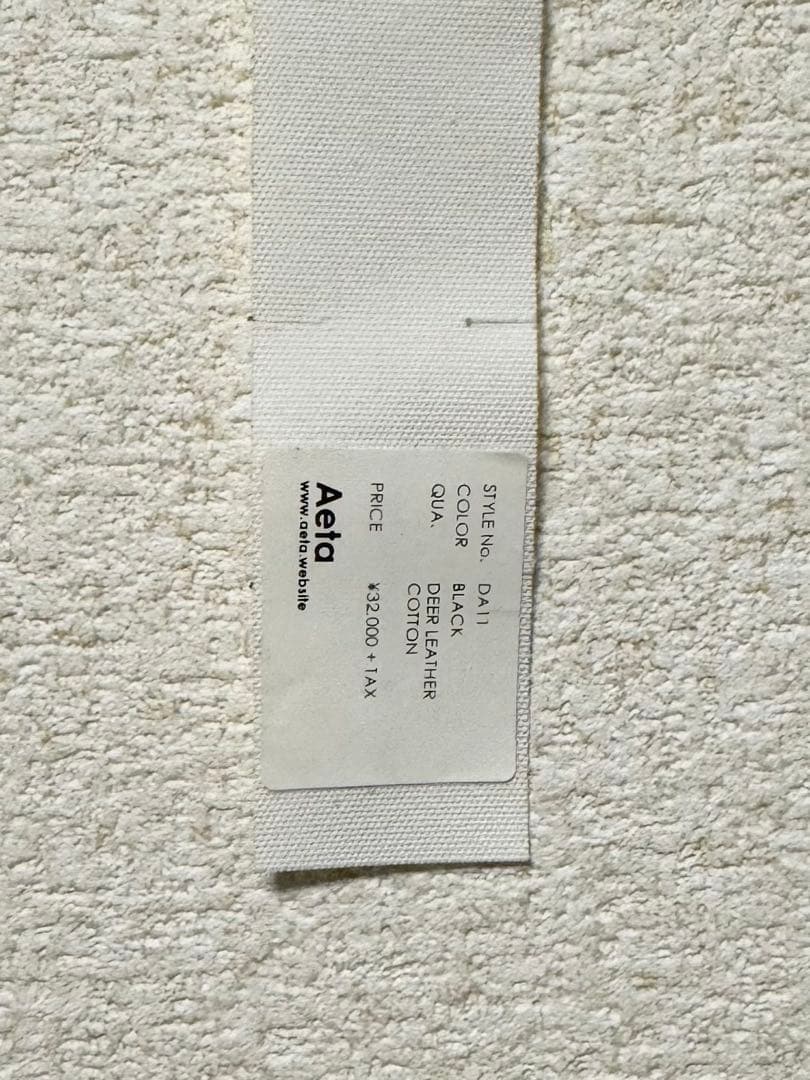 STYLE No. DA11
COLOR BLACK
QUA. DEER LEATHER
COTTON
PRICE ¥32.000 + TAX
Aeta
www.aeta.website